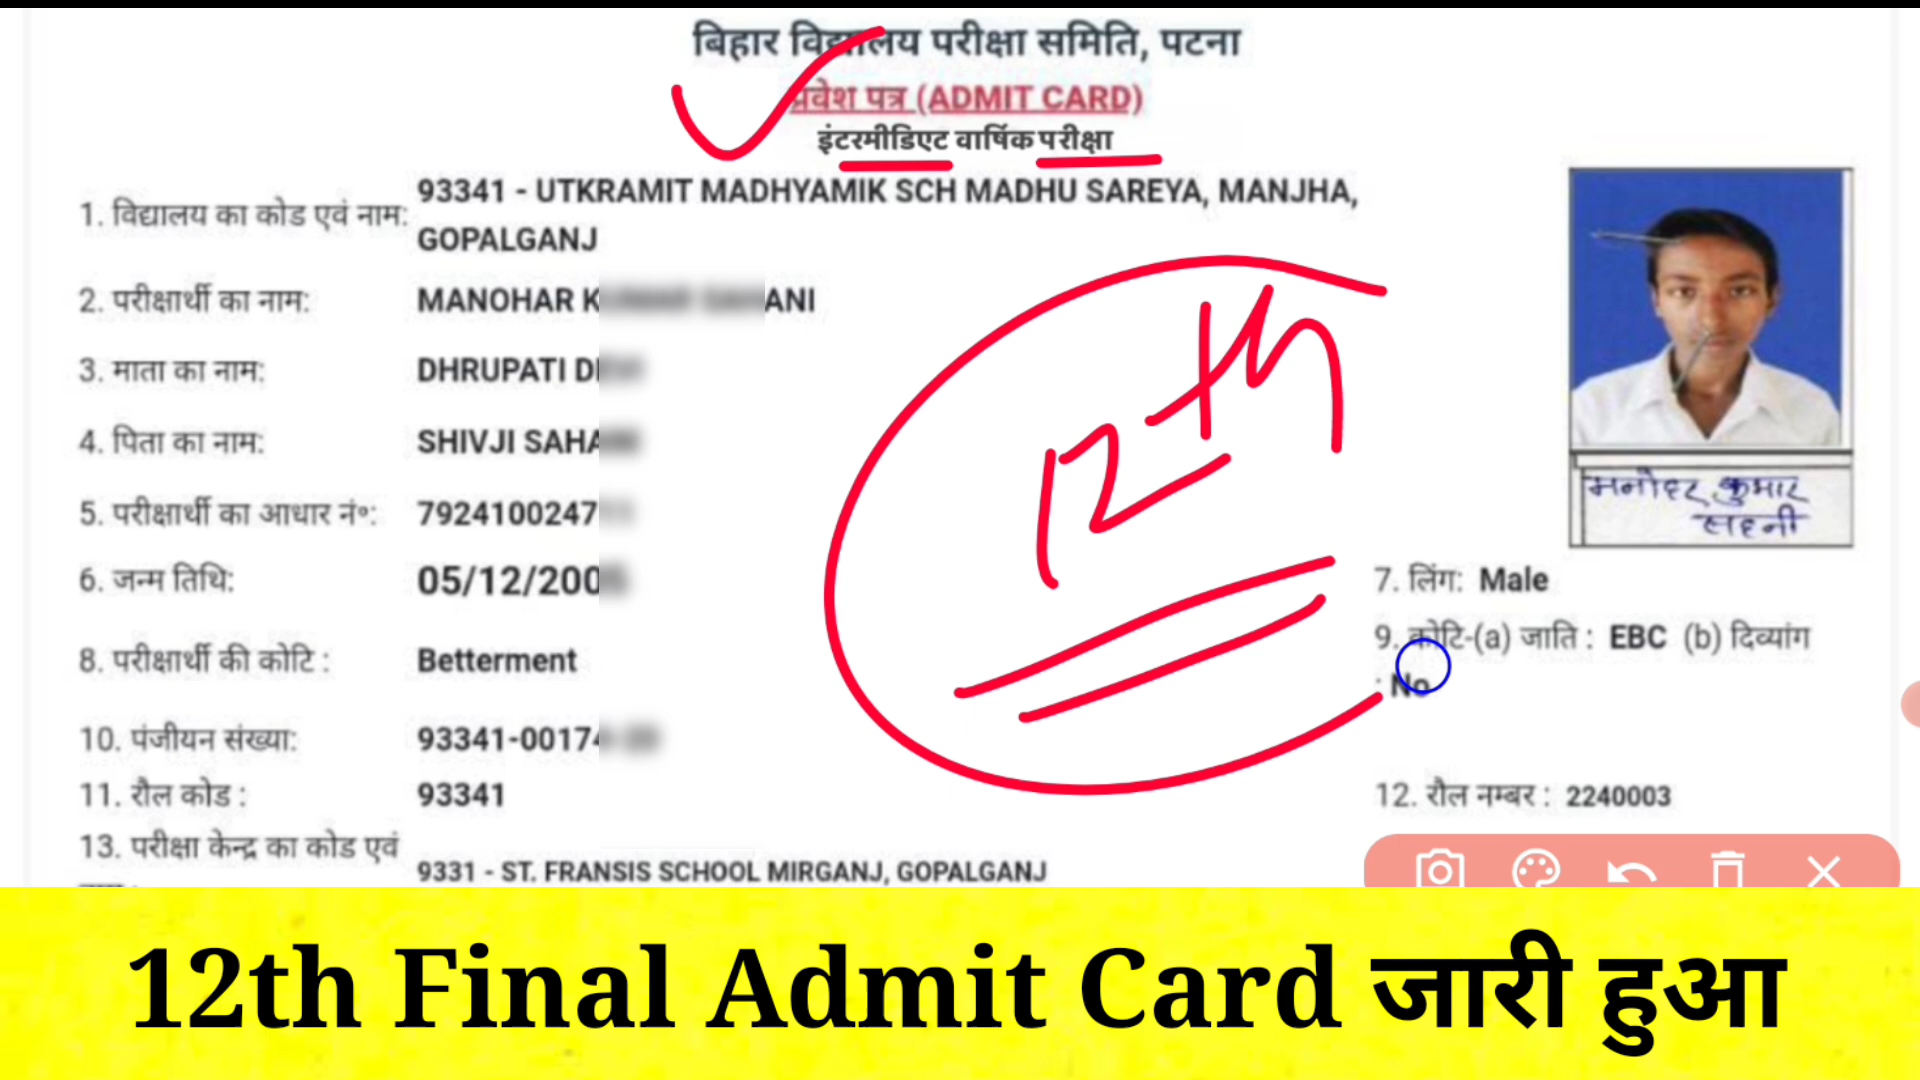 बिहार विद्यालय परीक्षा समिति, पटना
प्रवेश पत्र (ADMIT CARD)
इंटरमीडिएट वार्षिक परीक्षा
1. विद्यालय का कोड एवं नाम: 93341 - UTKRAMIT MADHYAMIK SCH MADHU SAREYA, MANJHA,
GOPALGANJ
2. परीक्षार्थी का नाम: MANOHAR K ANI
3. माता का नाम: DHRUPATI D
4. पिता का नाम: SHIVJI SAHA
5. परीक्षार्थी का आधार नं०: 7924100247
6. जन्म तिथि: 05/12/200
7. लिंग: Male
8. परीक्षार्थी की कोटि : Betterment
9. कोटि-(a) जाति : EBC (b) दिव्यांग
: No
10. पंजीयन संख्या: 93341-00174
11. रौल कोड : 93341
12. रौल नम्बर : 2240003
13. परीक्षा केन्द्र का कोड एवं
9331 - ST. FRANSIS SCHOOL MIRGANJ, GOPALGANJ
मनोहर कुमार
सहनी
12th
12th Final Admit Card जारी हुआ